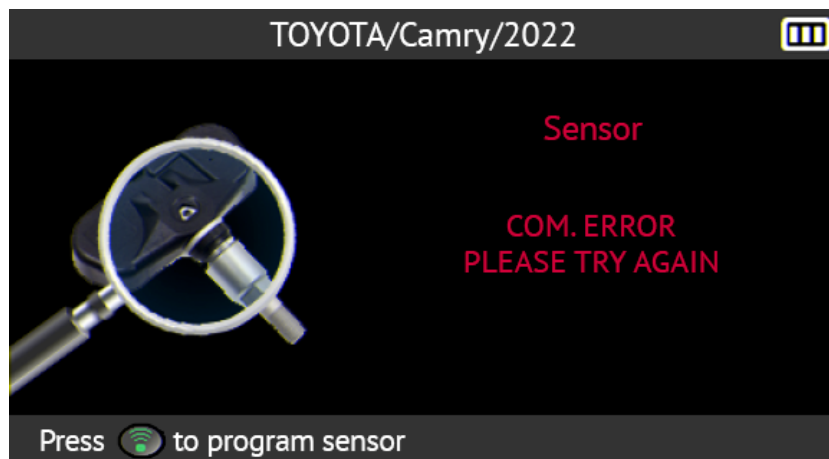 TOYOTA/Camry/2022
Sensor
COM. ERROR
PLEASE TRY AGAIN
Press to program sensor